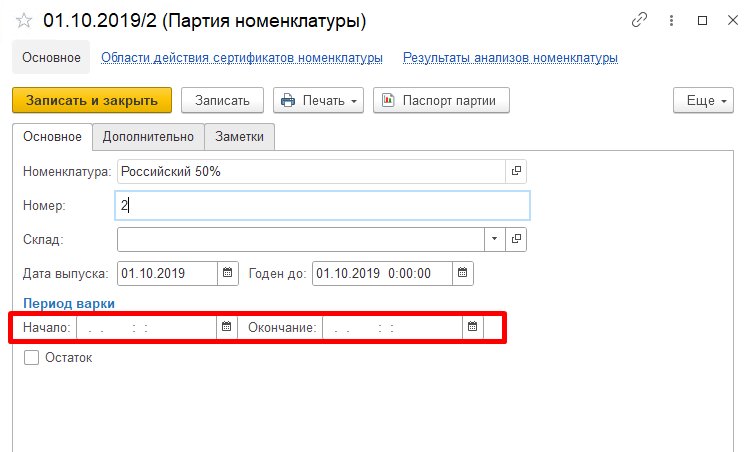 01.10.2019/2 (Партия номенклатуры)
Основное Области действия сертификатов номенклатуры Результаты анализов номенклатуры
Записать и закрыть Записать Печать Паспорт партии Еще
Основное Дополнительно Заметки
Номенклатура: Российский 50%
Номер: 2
Склад:
Дата выпуска: 01.10.2019 Годен до: 01.10.2019 0:00:00
Период варки
Начало: . . : : Окончание: . . : :
Остаток